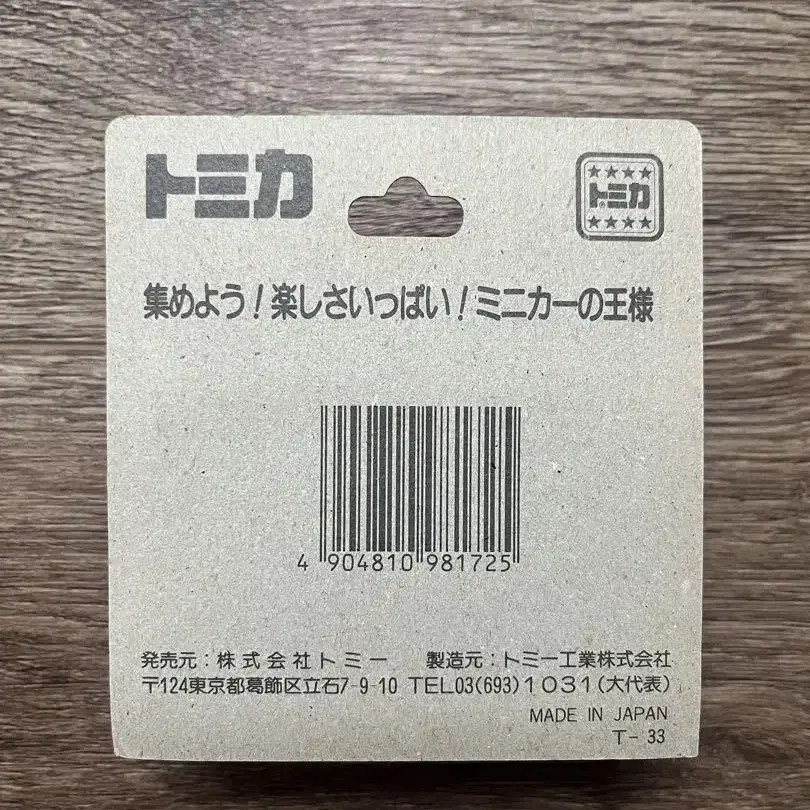 トミカ
トミカ
集めよう！楽しさいっぱい！ミニカーの王様
4 904810 981725
発売元：株式会社トミー 製造元：トミー工業株式会社
〒124東京都葛飾区立石7-9-10 TEL03(693)1031(大代表)
MADE IN JAPAN
T-33